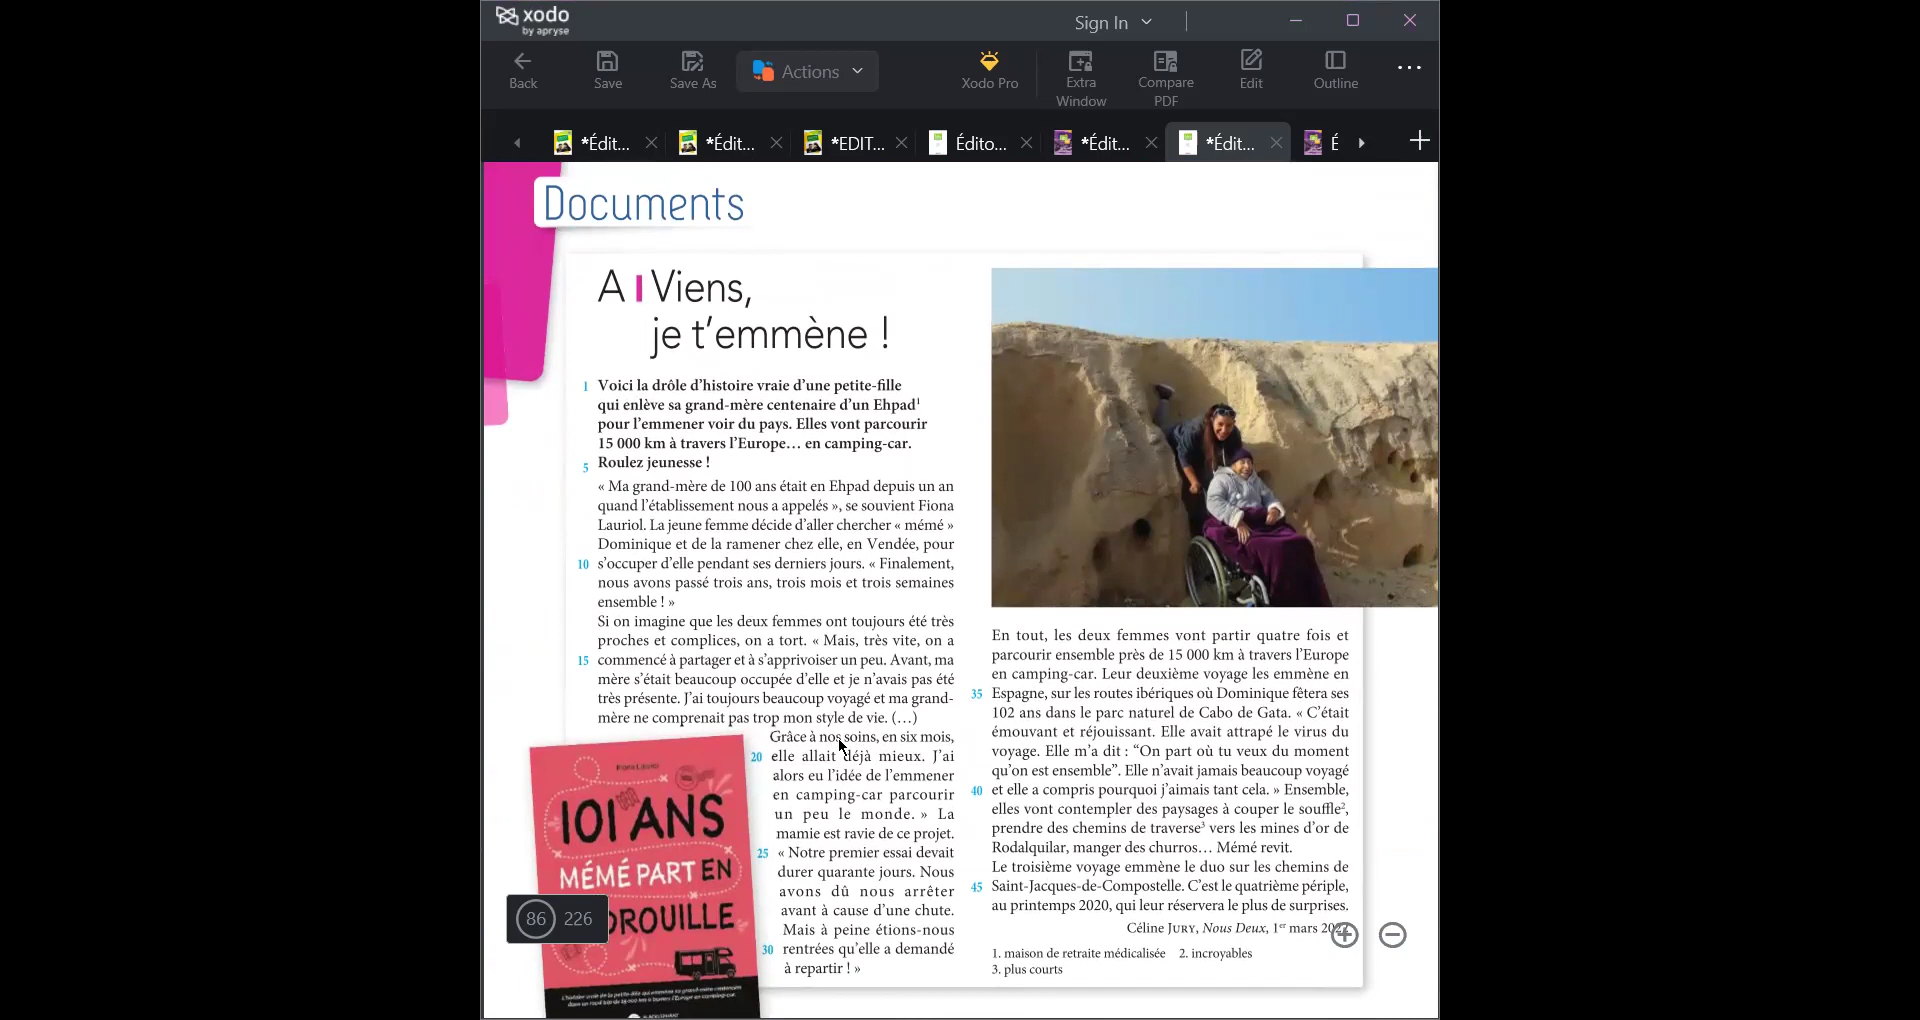 xodo
by apryse
Sign In
Back
Save
Save As
Actions
Xodo Pro
Extra
Window
Compare
PDF
Edit
Outline
*Édit...
*Édit...
*EDIT...
Édito...
*Édit...
*Édit...
É
Documents
A Viens,
je t’emmène !
1 Voici la drôle d’histoire vraie d’une petite-fille
qui enlève sa grand-mère centenaire d’un Ehpad¹
pour l’emmener voir du pays. Elles vont parcourir
15 000 km à travers l’Europe… en camping-car.
5 Roulez jeunesse !
« Ma grand-mère de 100 ans était en Ehpad depuis un an
quand l’établissement nous a appelés », se souvient Fiona
Lauriol. La jeune femme décide d’aller chercher « mémé »
Dominique et de la ramener chez elle, en Vendée, pour
10 s’occuper d’elle pendant ses derniers jours. « Finalement,
nous avons passé trois ans, trois mois et trois semaines
ensemble ! »
Si on imagine que les deux femmes ont toujours été très
proches et complices, on a tort. « Mais, très vite, on a
15 commencé à partager et à s’apprivoiser un peu. Avant, ma
mère s’était beaucoup occupée d’elle et je n’avais pas été
très présente. J’ai toujours beaucoup voyagé et ma grand-
mère ne comprenait pas trop mon style de vie. (…)
Grâce à nos soins, en six mois,
20 elle allait déjà mieux. J’ai
alors eu l’idée de l’emmener
en camping-car parcourir
un peu le monde. » La
mamie est ravie de ce projet.
25 « Notre premier essai devait
durer quarante jours. Nous
avons dû nous arrêter
avant à cause d’une chute.
Mais à peine étions-nous
30 rentrées qu’elle a demandé
à repartir ! »
Fiona Lauriol
101 ANS
MÉMÉ PART EN
DROUILLE
86 226
En tout, les deux femmes vont partir quatre fois et
parcourir ensemble près de 15 000 km à travers l’Europe
en camping-car. Leur deuxième voyage les emmène en
35 Espagne, sur les routes ibériques où Dominique fêtera ses
102 ans dans le parc naturel de Cabo de Gata. « C’était
émouvant et réjouissant. Elle avait attrapé le virus du
voyage. Elle m’a dit : “On part où tu veux du moment
qu’on est ensemble”. Elle n’avait jamais beaucoup voyagé
40 et elle a compris pourquoi j’aimais tant cela. » Ensemble,
elles vont contempler des paysages à couper le souffle²,
prendre des chemins de traverse³ vers les mines d’or de
Rodalquilar, manger des churros… Mémé revit.
Le troisième voyage emmène le duo sur les chemins de
45 Saint-Jacques-de-Compostelle. C’est le quatrième périple,
au printemps 2020, qui leur réservera le plus de surprises.
Céline JURY, Nous Deux, 1er mars
1. maison de retraite médicalisée 2. incroyables
3. plus courts